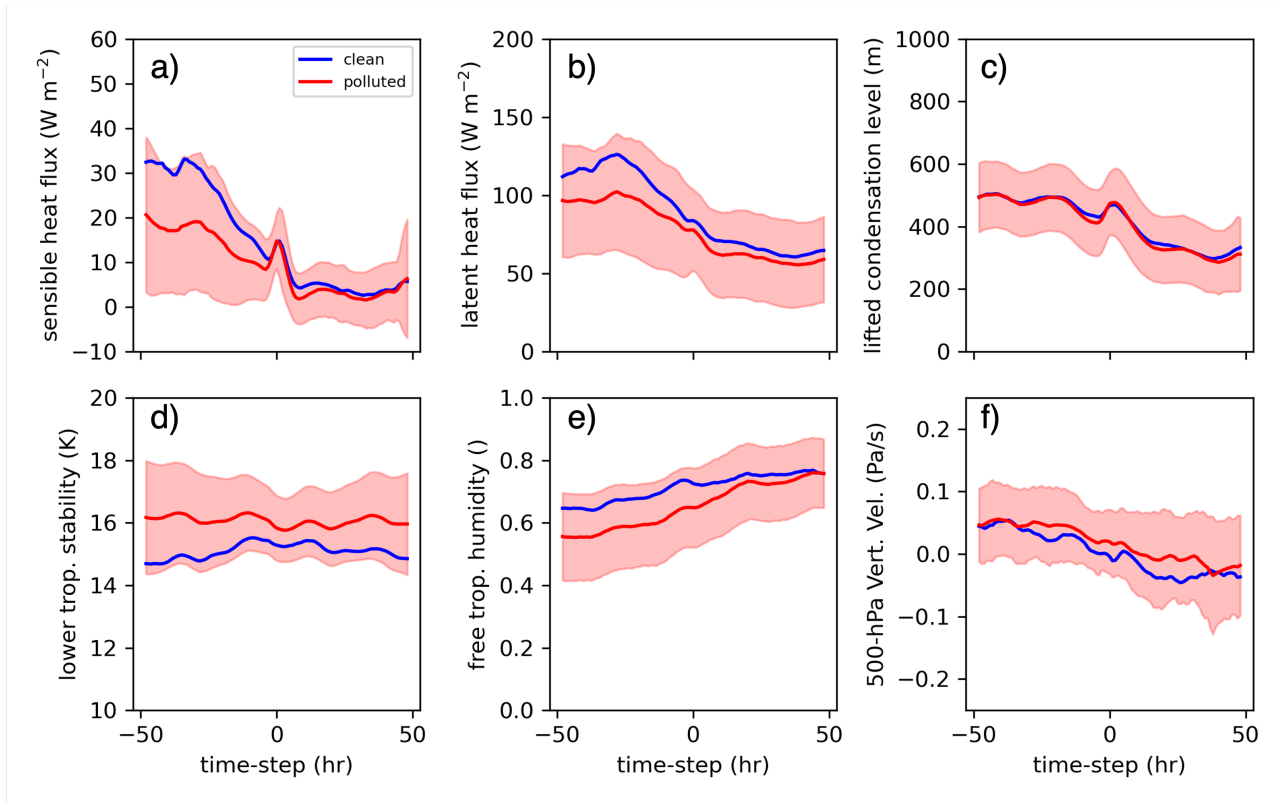 a)
clean
polluted
60
50
40
30
20
10
0
−10
sensible heat flux (W m⁻²)
b)
200
150
100
50
0
latent heat flux (W m⁻²)
c)
1000
800
600
400
200
0
lifted condensation level (m)
d)
20
18
16
14
12
10
lower trop. stability (K)
−50 0 50
time-step (hr)
e)
1.0
0.8
0.6
0.4
0.2
0.0
free trop. humidity ()
−50 0 50
time-step (hr)
f)
0.2
0.1
0.0
−0.1
−0.2
500-hPa Vert. Vel. (Pa/s)
−50 0 50
time-step (hr)